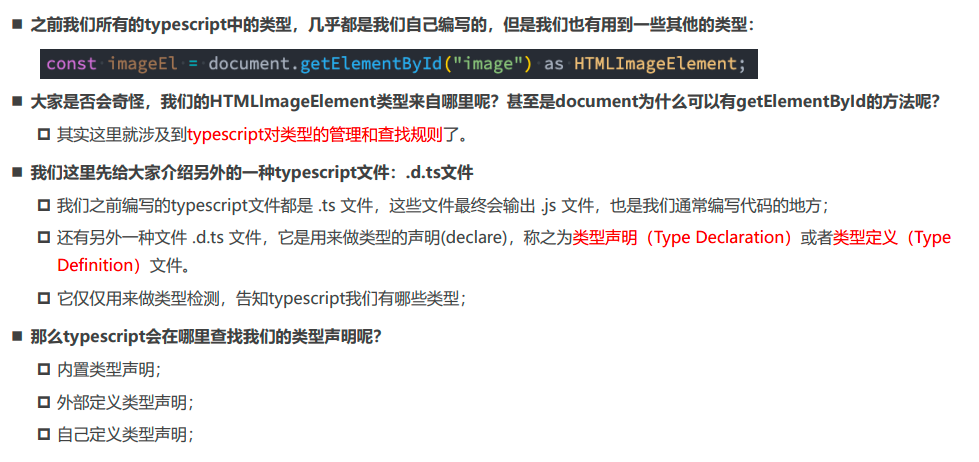 之前我们所有的typescript中的类型，几乎都是我们自己编写的，但是我们也有用到一些其他的类型：
const imageEl = document.getElementById("image") as HTMLImageElement;
大家是否会奇怪，我们的HTMLImageElement类型来自哪里呢？甚至是document为什么可以有getElementById的方法呢？
其实这里就涉及到typescript对类型的管理和查找规则了。
我们这里先给大家介绍另外的一种typescript文件：.d.ts文件
我们之前编写的typescript文件都是 .ts 文件，这些文件最终会输出 .js 文件，也是我们通常编写代码的地方；
还有另外一种文件 .d.ts 文件，它是用来做类型的声明(declare)，称之为类型声明（Type Declaration）或者类型定义（Type
Definition）文件。
它仅仅用来做类型检测，告知typescript我们有哪些类型；
那么typescript会在哪里查找我们的类型声明呢？
内置类型声明；
外部定义类型声明；
自己定义类型声明；